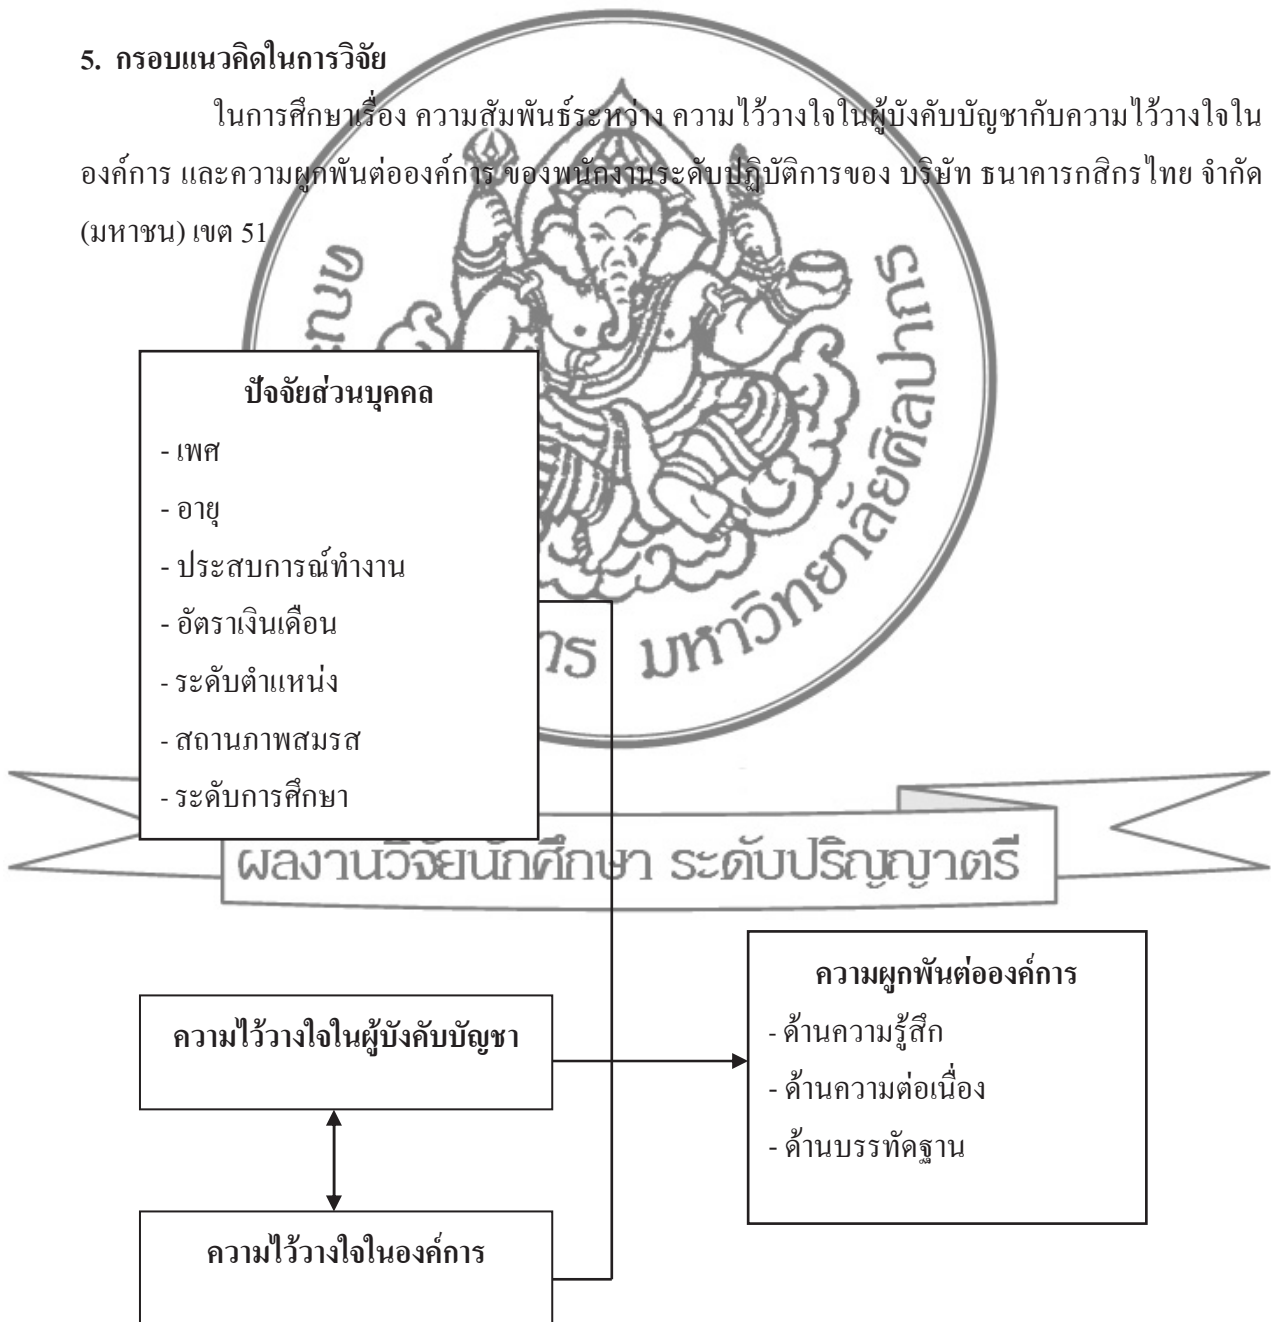 5. กรอบแนวคิดในการวิจัย
ในการศึกษาเรื่อง ความสัมพันธ์ระหว่าง ความไว้วางใจในผู้บังคับบัญชากับความไว้วางใจใน
องค์การ และความผูกพันต่อองค์การ ของพนักงานระดับปฏิบัติการของ บริษัท ธนาคารกสิกรไทย จำกัด
(มหาชน) เขต 51
ปัจจัยส่วนบุคคล
- เพศ
- อายุ
- ประสบการณ์ทำงาน
- อัตราเงินเดือน
- ระดับตำแหน่ง
- สถานภาพสมรส
- ระดับการศึกษา
มหาวิทยาลัยศิลปากร
ผลงานวิจัยนักศึกษา ระดับปริญญาตรี
ความไว้วางใจในผู้บังคับบัญชา
ความไว้วางใจในองค์การ
ความผูกพันต่อองค์การ
- ด้านความรู้สึก
- ด้านความต่อเนื่อง
- ด้านบรรทัดฐาน